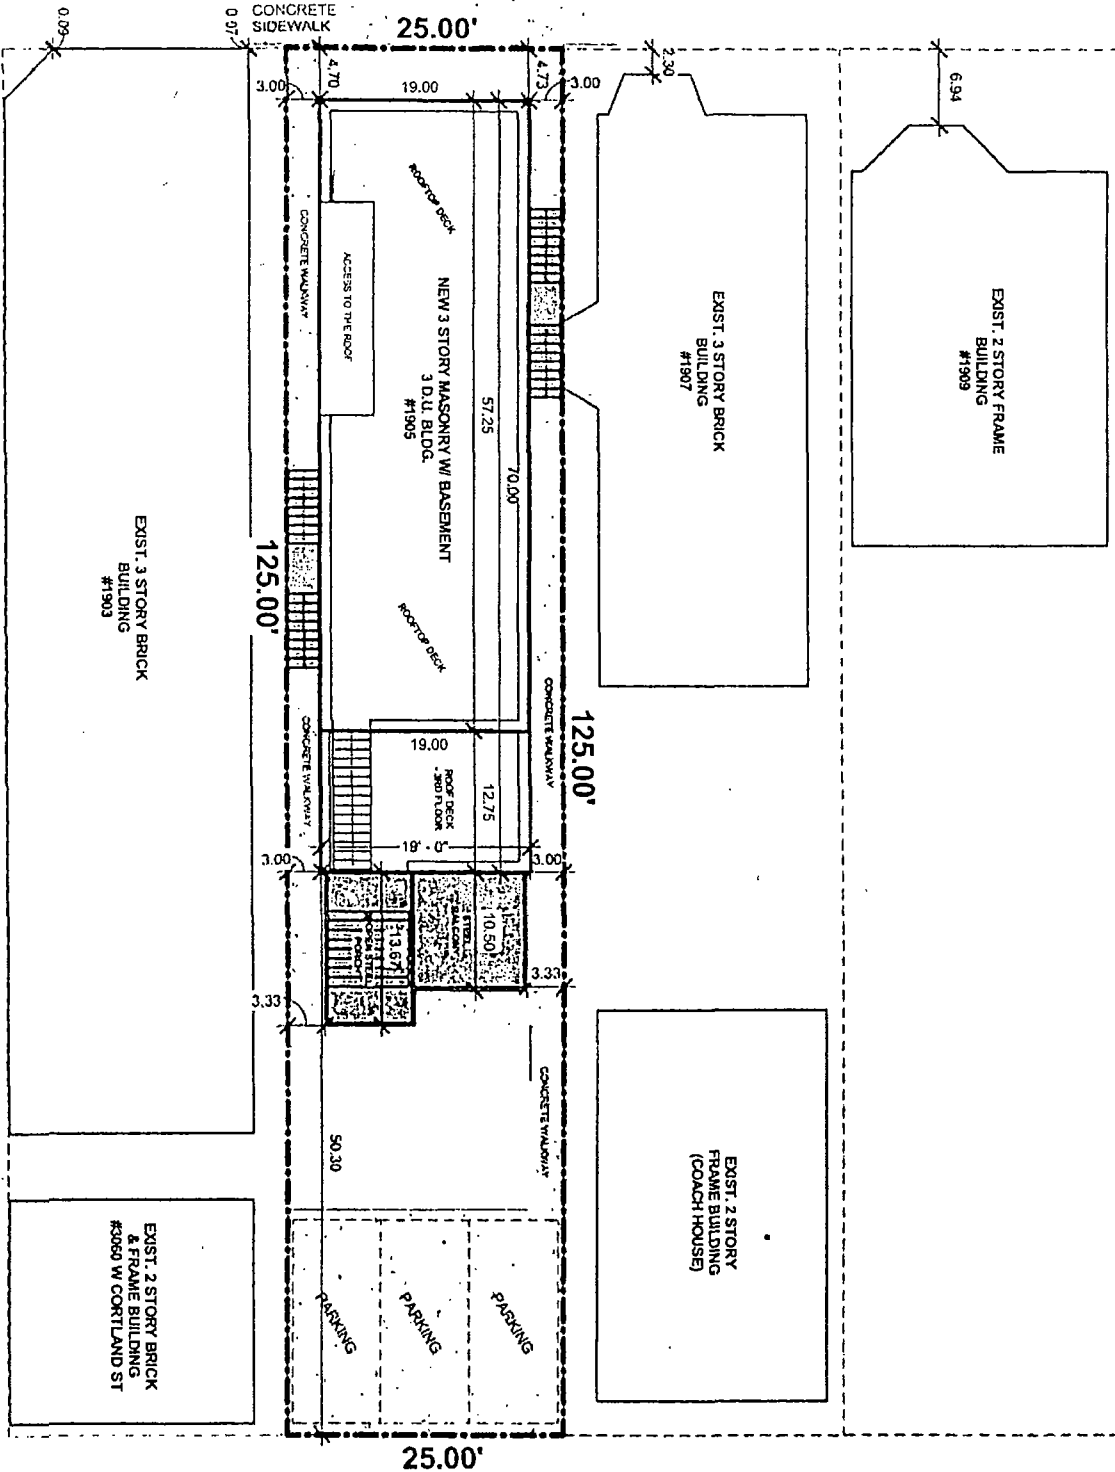 0.09
0.07
CONCRETE
SIDEWALK
25.00'
2.30
6.94
3.00
4.70
19.00
4.73
3.00
ROOFTOP DECK
CONCRETE WALKWAY
ACCESS TO THE ROOF
NEW 3 STORY MASONRY W/ BASEMENT
3 D.U. BLDG.
#1905
57.25
70.00
EXIST. 3 STORY BRICK
BUILDING
#1907
EXIST. 2 STORY FRAME
BUILDING
#1909
EXIST. 3 STORY BRICK
BUILDING
#1903
125.00'
ROOFTOP DECK
CONCRETE WALKWAY
125.00'
CONCRETE WALKWAY
19.00
ROOF DECK
- 3RD FLOOR
12.75
19' - 0"
3.00
3.00
STEEL
BALCONY
10.50'
13.67'
OPEN STEEL
PORCH
3.33
3.33
CONCRETE WALKWAY
50.30
EXIST. 2 STORY
FRAME BUILDING
(COACH HOUSE)
EXIST. 2 STORY BRICK
& FRAME BUILDING
#3060 W CORTLAND ST
PARKING
PARKING
PARKING
25.00'